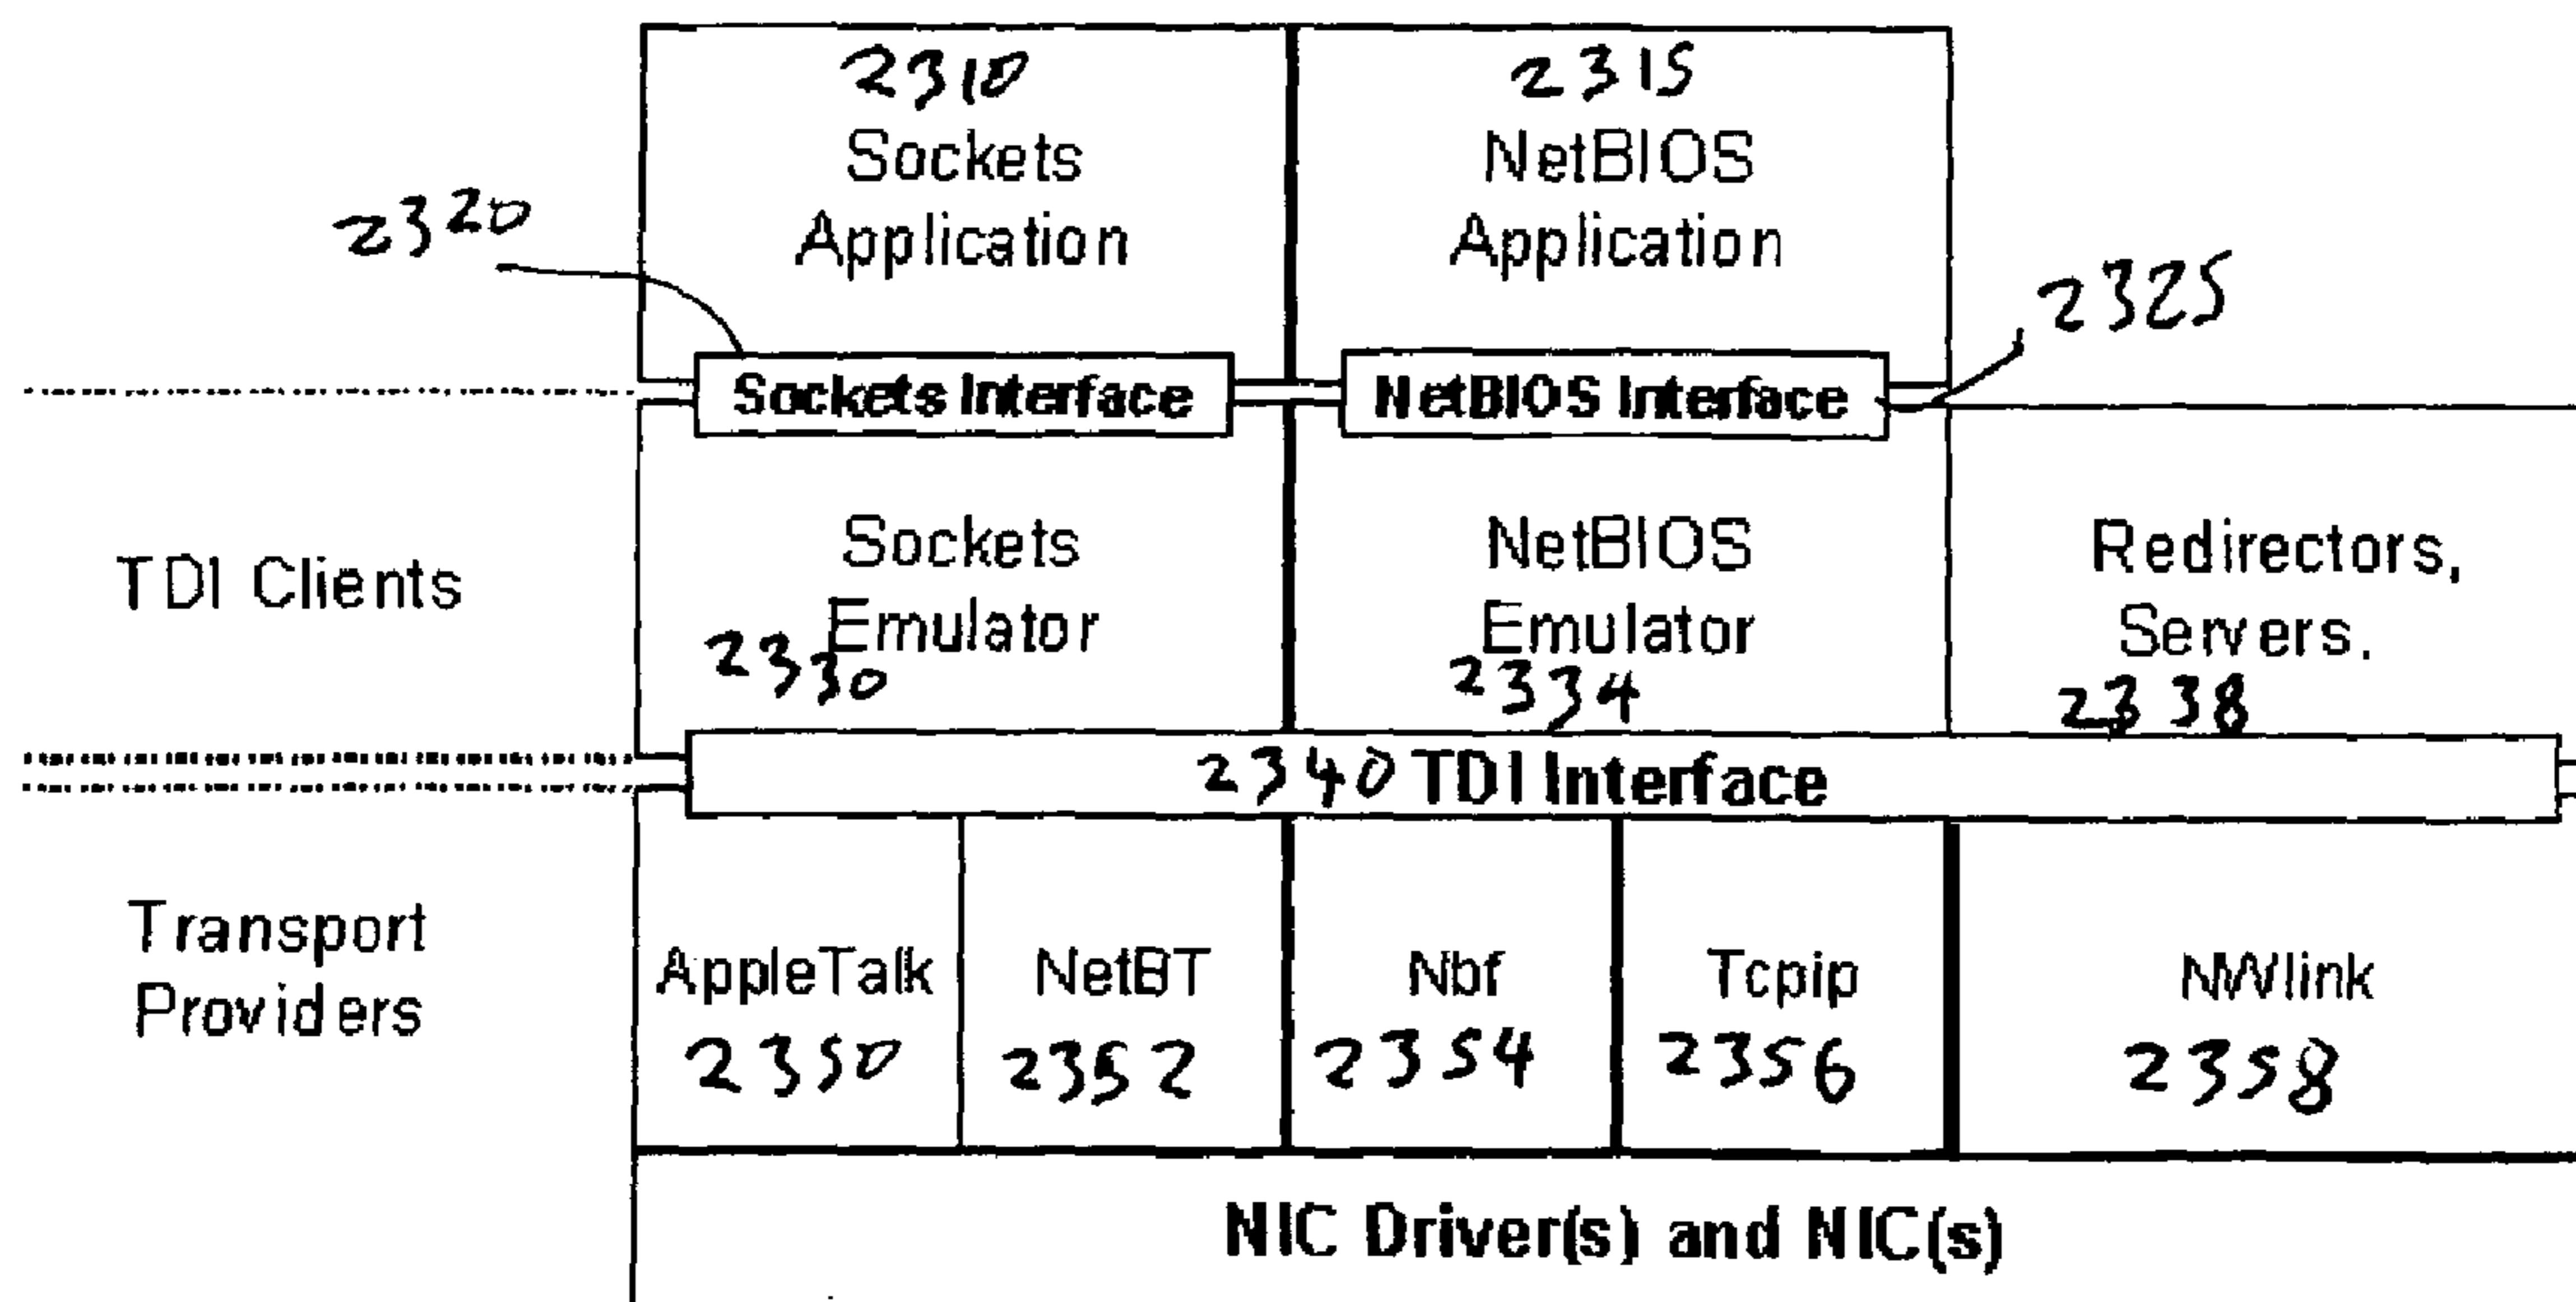 2310
Sockets
Application
2315
NetBIOS
Application
2320
2325
Sockets Interface
NetBIOS Interface
TDI Clients
Sockets
Emulator
2330
NetBIOS
Emulator
2334
Redirectors,
Servers.
2338
2340 TDI Interface
Transport
Providers
AppleTalk
2350
NetBT
2352
Nbf
2354
Tcpip
2356
NWlink
2358
NIC Driver(s) and NIC(s)